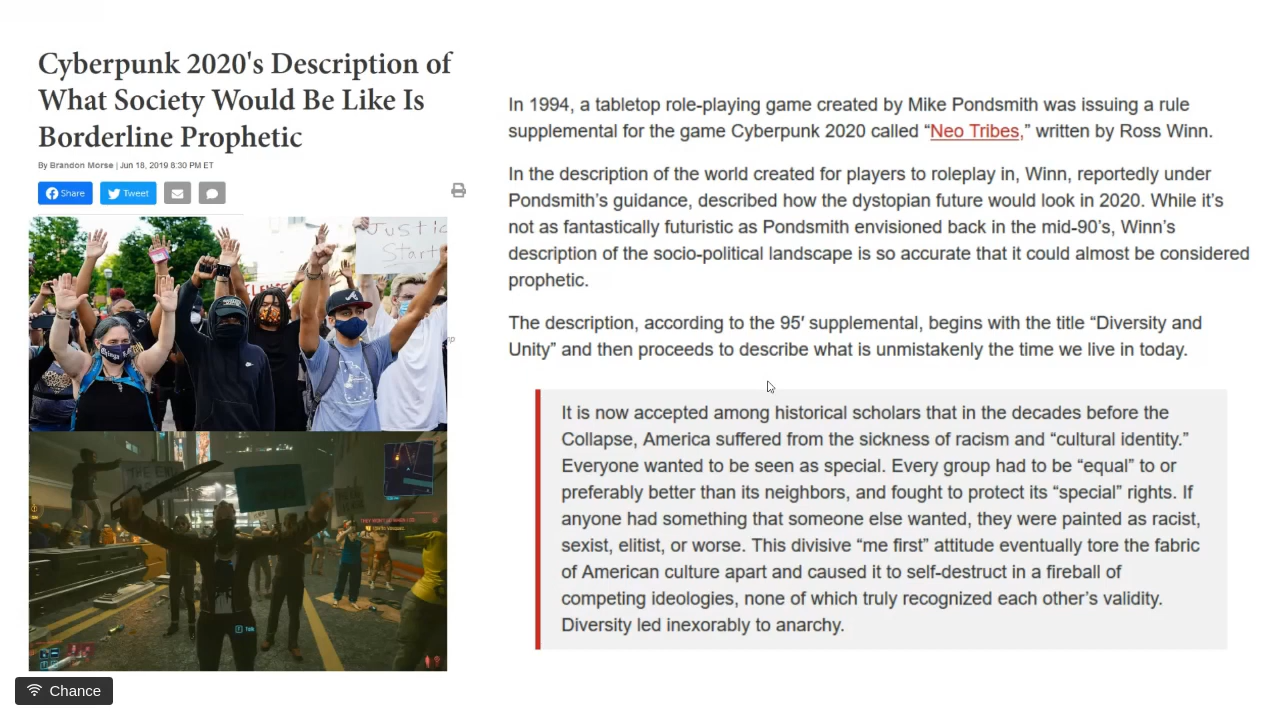 Cyberpunk 2020's Description of
What Society Would Be Like Is
Borderline Prophetic
By Brandon Morse | Jun 18, 2019 8:30 PM ET
Share
Tweet
Justic
Start
In 1994, a tabletop role-playing game created by Mike Pondsmith was issuing a rule
supplemental for the game Cyberpunk 2020 called “Neo Tribes,” written by Ross Winn.
In the description of the world created for players to roleplay in, Winn, reportedly under
Pondsmith’s guidance, described how the dystopian future would look in 2020. While it’s
not as fantastically futuristic as Pondsmith envisioned back in the mid-90’s, Winn’s
description of the socio-political landscape is so accurate that it could almost be considered
prophetic.
The description, according to the 95′ supplemental, begins with the title “Diversity and
Unity” and then proceeds to describe what is unmistakenly the time we live in today.
It is now accepted among historical scholars that in the decades before the
Collapse, America suffered from the sickness of racism and “cultural identity.”
Everyone wanted to be seen as special. Every group had to be “equal” to or
preferably better than its neighbors, and fought to protect its “special” rights. If
anyone had something that someone else wanted, they were painted as racist,
sexist, elitist, or worse. This divisive “me first” attitude eventually tore the fabric
of American culture apart and caused it to self-destruct in a fireball of
competing ideologies, none of which truly recognized each other’s validity.
Diversity led inexorably to anarchy.
THE END
Talk
Chance